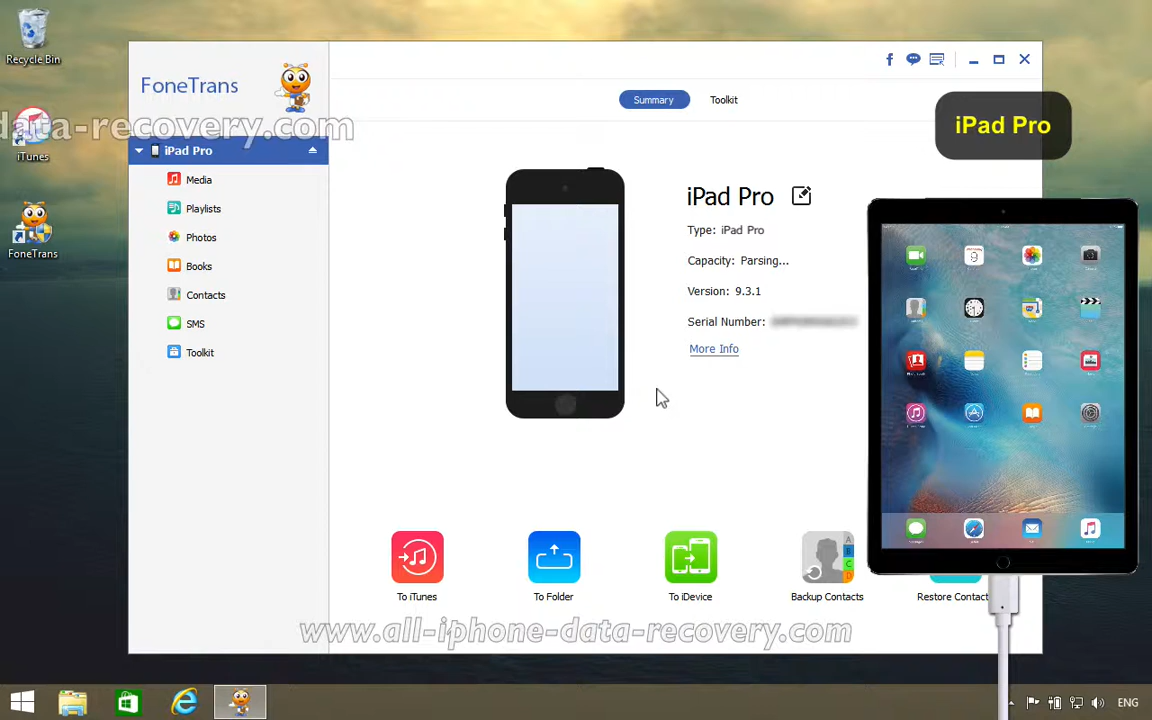 Recycle Bin
iTunes
FoneTrans
FoneTrans
data-recovery.com
Summary
Toolkit
iPad Pro
iPad Pro
Media
Playlists
Photos
Books
Contacts
SMS
Toolkit
iPad Pro
Type: iPad Pro
Capacity: Parsing...
Version: 9.3.1
Serial Number:
More Info
To iTunes
To Folder
To iDevice
A
B
C
D
Backup Contacts
Restore Contact
www.all-iphone-data-recovery.com
9
ENG